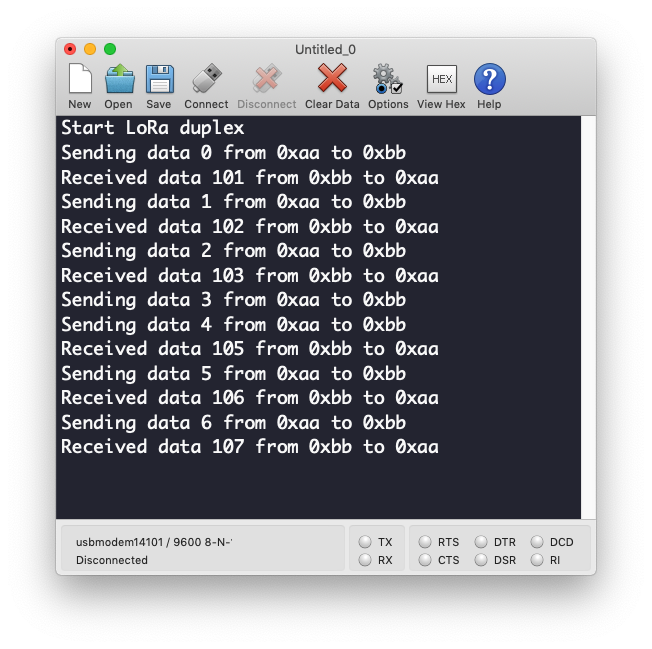 Untitled_0
New Open Save Connect Disconnect Clear Data Options HEX View Hex ? Help
Start LoRa duplex
Sending data 0 from 0xaa to 0xbb
Received data 101 from 0xbb to 0xaa
Sending data 1 from 0xaa to 0xbb
Received data 102 from 0xbb to 0xaa
Sending data 2 from 0xaa to 0xbb
Received data 103 from 0xbb to 0xaa
Sending data 3 from 0xaa to 0xbb
Sending data 4 from 0xaa to 0xbb
Received data 105 from 0xbb to 0xaa
Sending data 5 from 0xaa to 0xbb
Received data 106 from 0xbb to 0xaa
Sending data 6 from 0xaa to 0xbb
Received data 107 from 0xbb to 0xaa
usbmodem14101 / 9600 8-N- TX RTS DTR DCD
Disconnected RX CTS DSR RI